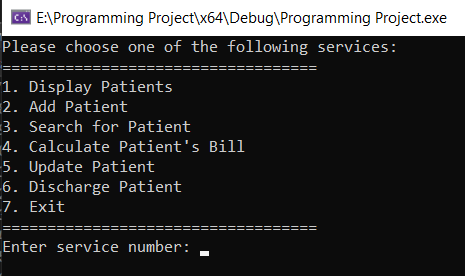 E:\Programming Project\x64\Debug\Programming Project.exe
Please choose one of the following services:
===================================
1. Display Patients
2. Add Patient
3. Search for Patient
4. Calculate Patient's Bill
5. Update Patient
6. Discharge Patient
7. Exit
===================================
Enter service number: